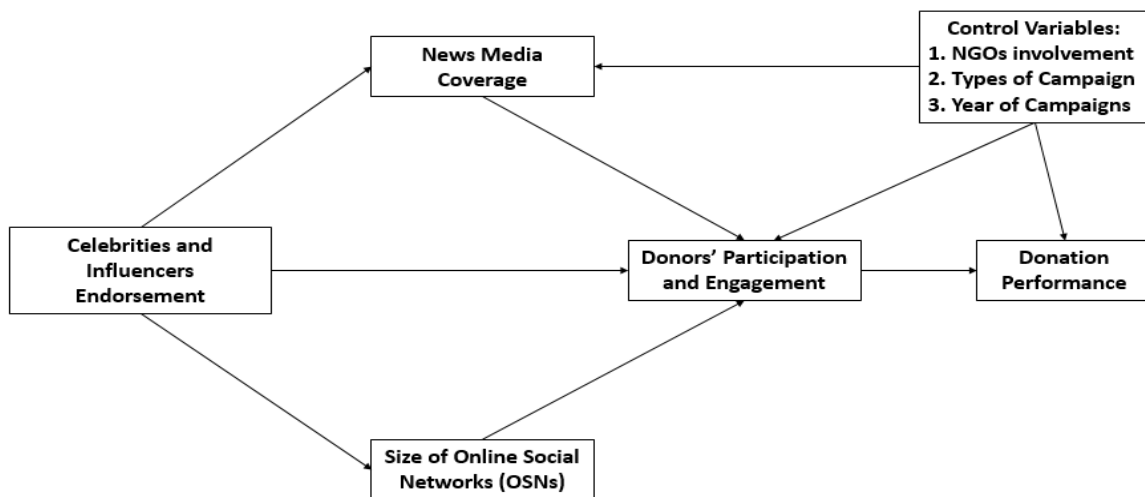 Control Variables:
1. NGOs involvement
2. Types of Campaign
3. Year of Campaigns
News Media
Coverage
Celebrities and
Influencers
Endorsement
Donors’ Participation
and Engagement
Donation
Performance
Size of Online Social
Networks (OSNs)